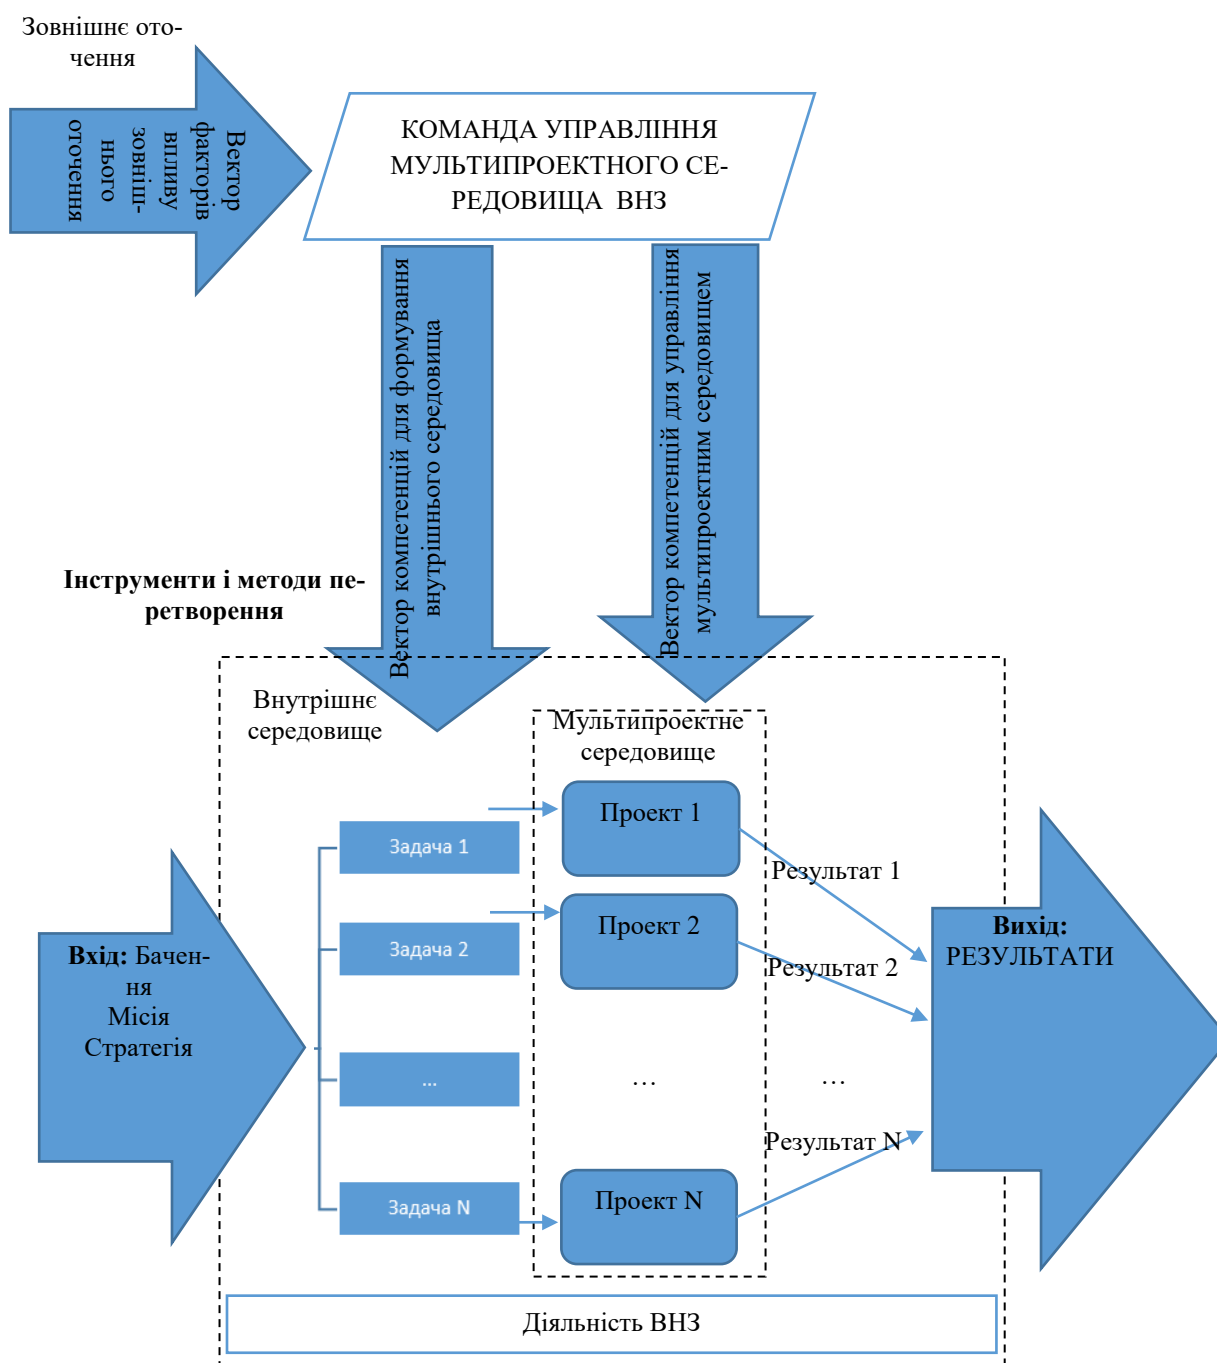 Зовнішнє ото-
чення
Вектор
факторів
впливу
зовніш-
нього
оточення
КОМАНДА УПРАВЛІННЯ
МУЛЬТИПРОЕКТНОГО СЕ-
РЕДОВИЩА ВНЗ
Вектор компетенцій для формування
внутрішнього середовища
Вектор компетенцій для управління
мультипроектним середовищем
Інструменти і методи пе-
ретворення
Внутрішнє
середовище
Мультипроектне
середовище
Задача 1
Проект 1
Результат 1
Задача 2
Проект 2
Результат 2
Вхід: Бачен-
ня
Місія
Стратегія
Вихід:
РЕЗУЛЬТАТИ
...
...
...
Задача N
Проект N
Результат N
Діяльність ВНЗ